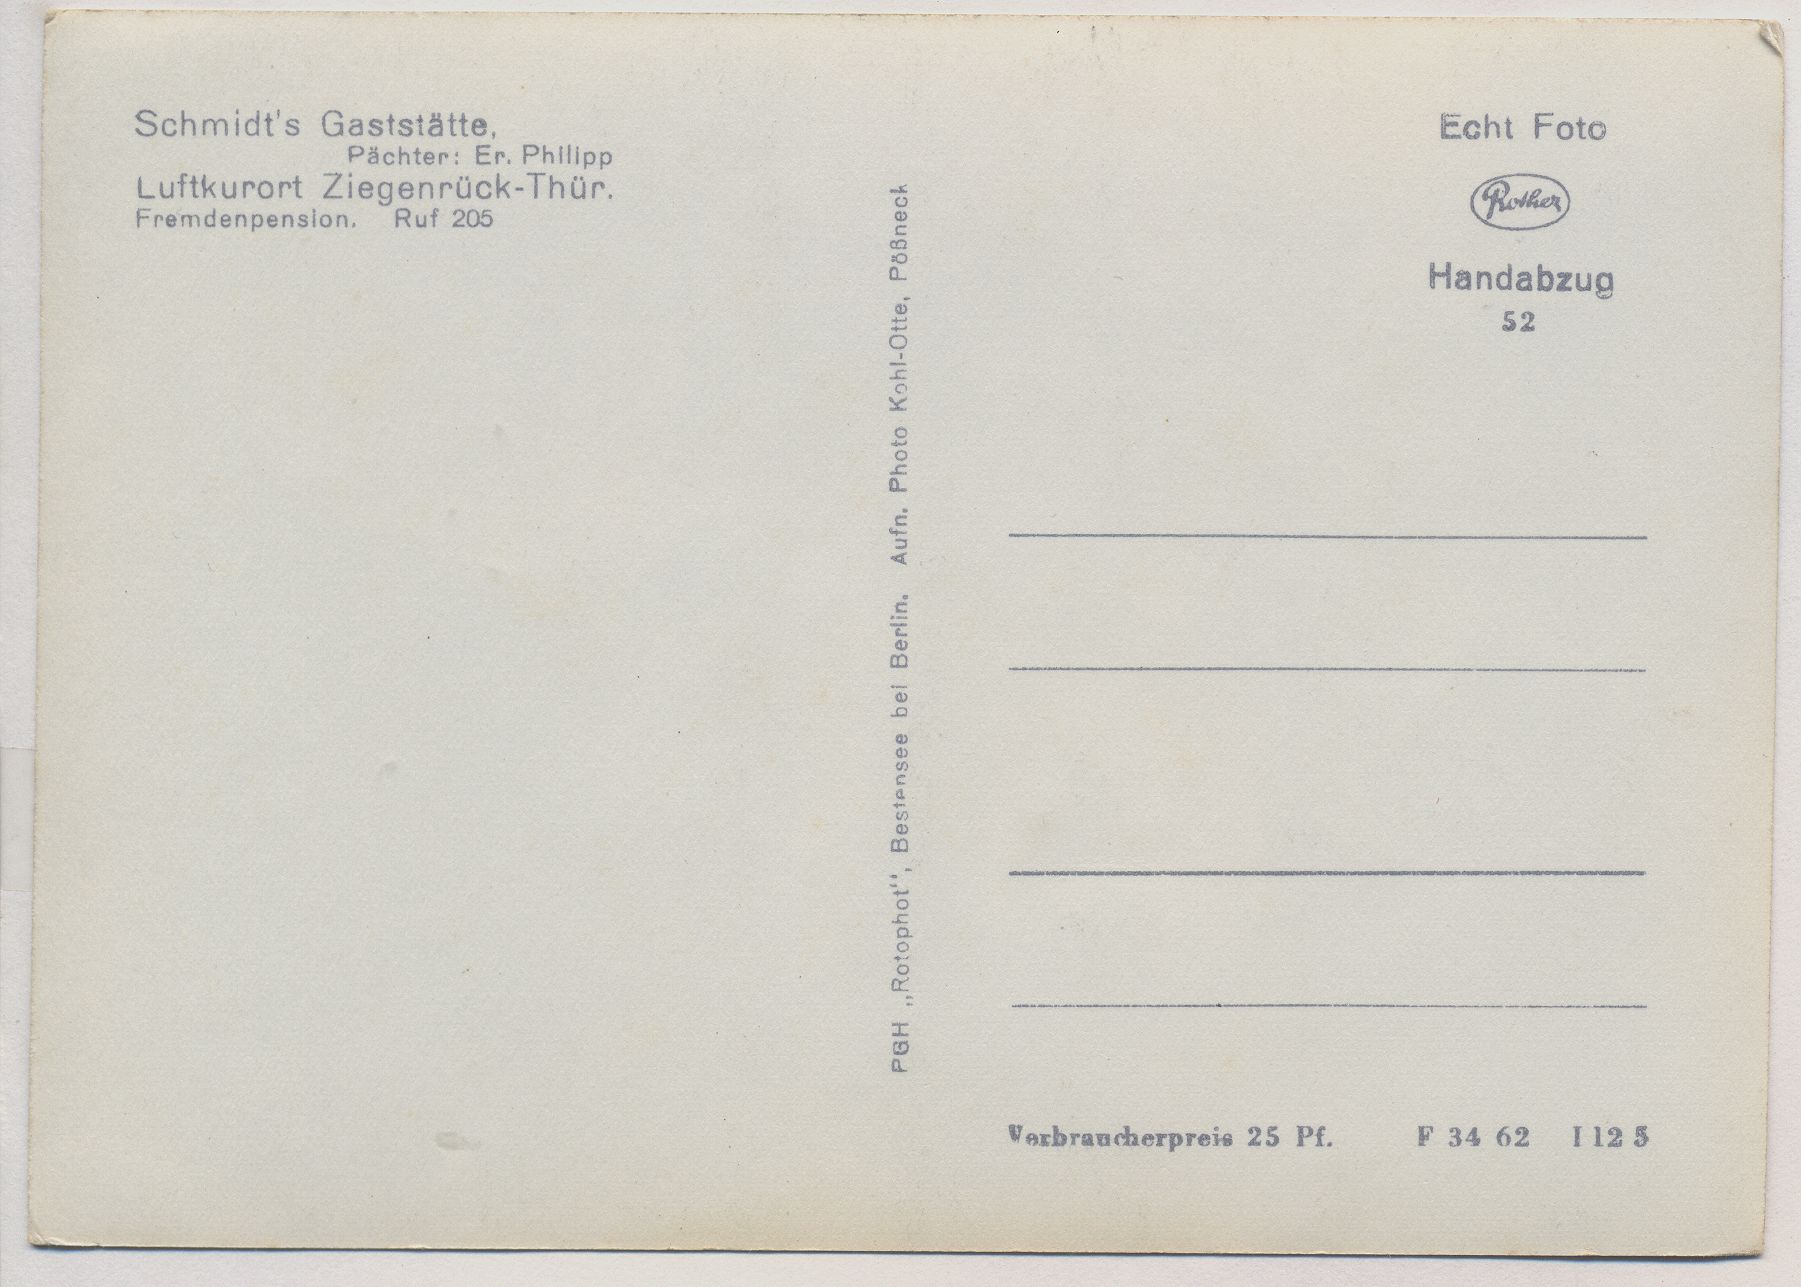 Schmidt's Gaststätte,
Pächter: Er. Philipp
Luftkurort Ziegenrück-Thür.
Fremdenpension. Ruf 205
PGH „Rotophot", Bestensee bei Berlin. Aufn. Photo Kohl-Otte, Pößneck
Echt Foto
Rother
Handabzug
52
Verbraucherpreis 25 Pf. F 34 62 I 12 5